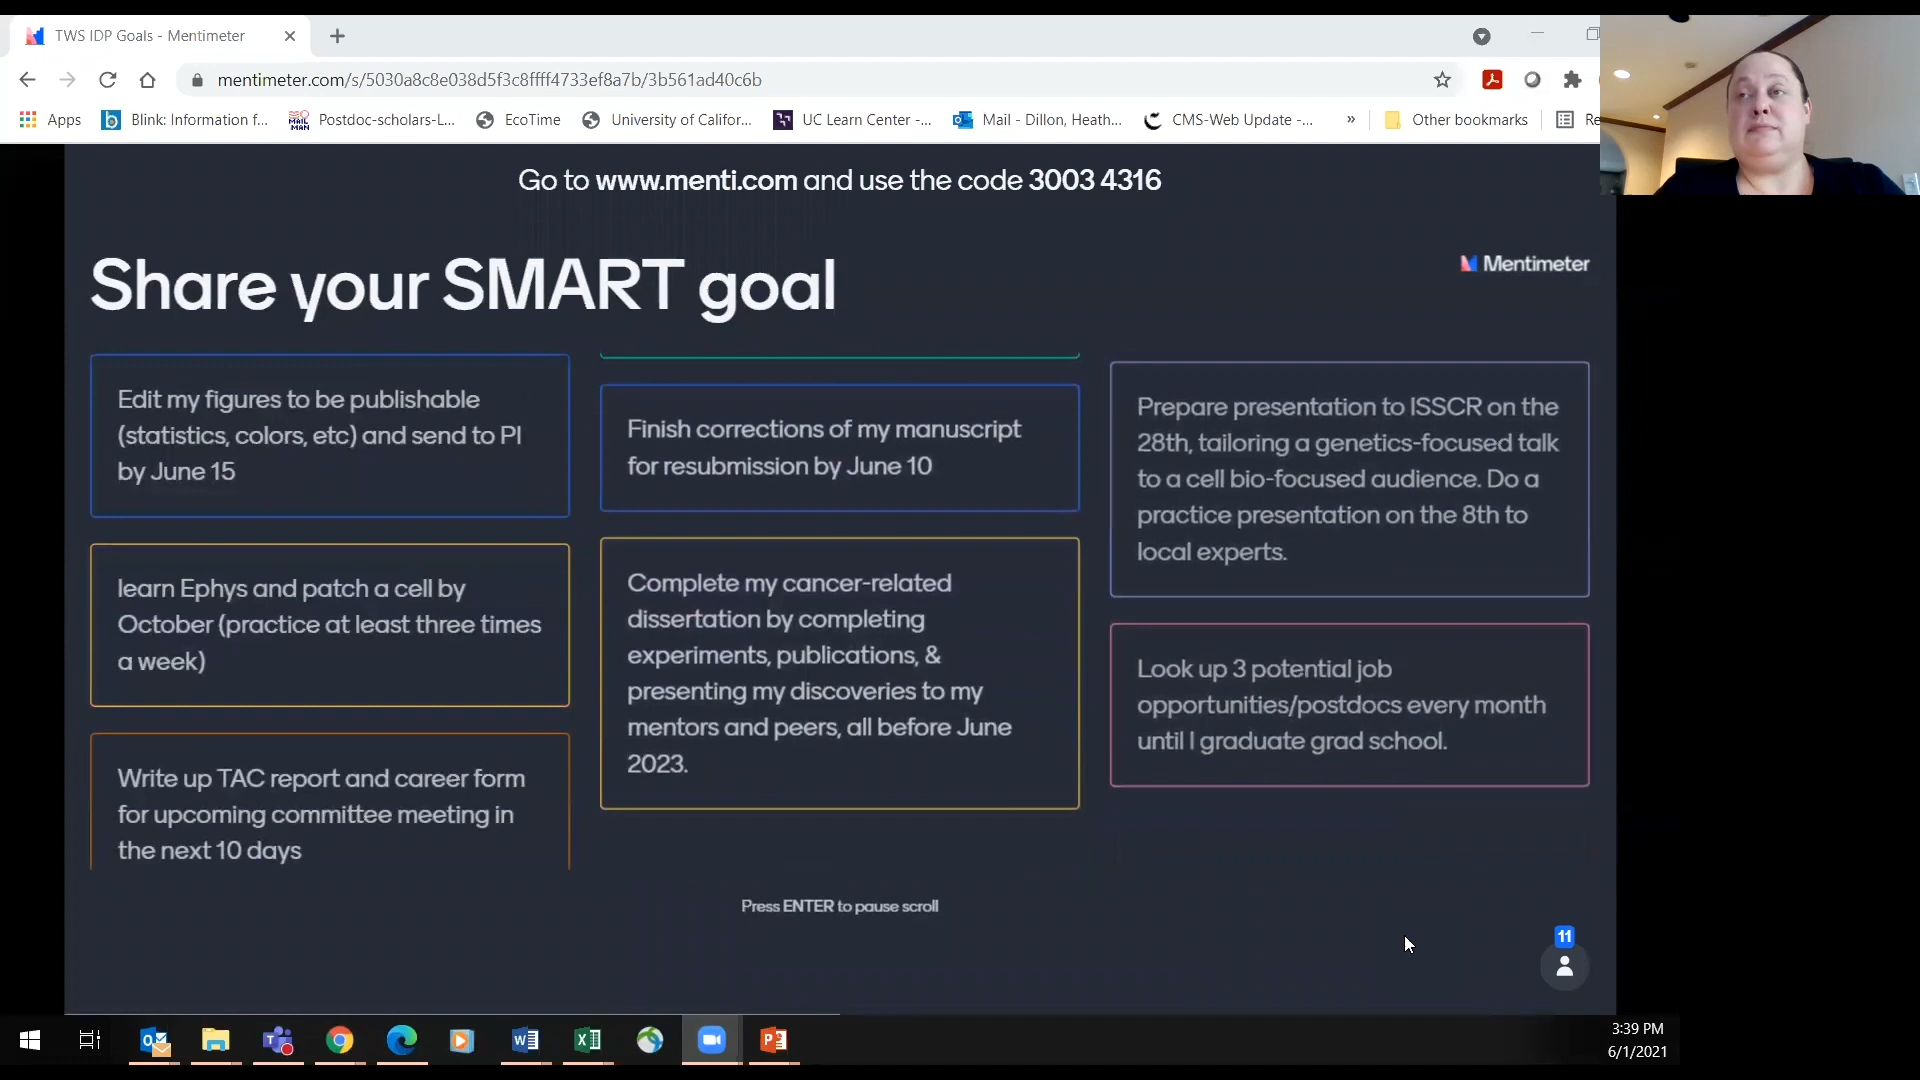 TWS IDP Goals - Mentimeter
mentimeter.com/s/5030a8c8e038d5f3c8ffff4733ef8a7b/3b561ad40c6b
Apps
Blink: Information f...
MAIL MAN
Postdoc-scholars-L...
EcoTime
University of Califor...
UC Learn Center -...
Mail - Dillon, Heath...
CMS-Web Update -...
»
Other bookmarks
Re
Go to www.menti.com and use the code 3003 4316
Share your SMART goal
Mentimeter
Edit my figures to be publishable
(statistics, colors, etc) and send to PI
by June 15
learn Ephys and patch a cell by
October (practice at least three times
a week)
Write up TAC report and career form
for upcoming committee meeting in
the next 10 days
Finish corrections of my manuscript
for resubmission by June 10
Complete my cancer-related
dissertation by completing
experiments, publications, &
presenting my discoveries to my
mentors and peers, all before June
2023.
Prepare presentation to ISSCR on the
28th, tailoring a genetics-focused talk
to a cell bio-focused audience. Do a
practice presentation on the 8th to
local experts.
Look up 3 potential job
opportunities/postdocs every month
until I graduate grad school.
Press ENTER to pause scroll
11
3:39 PM
6/1/2021